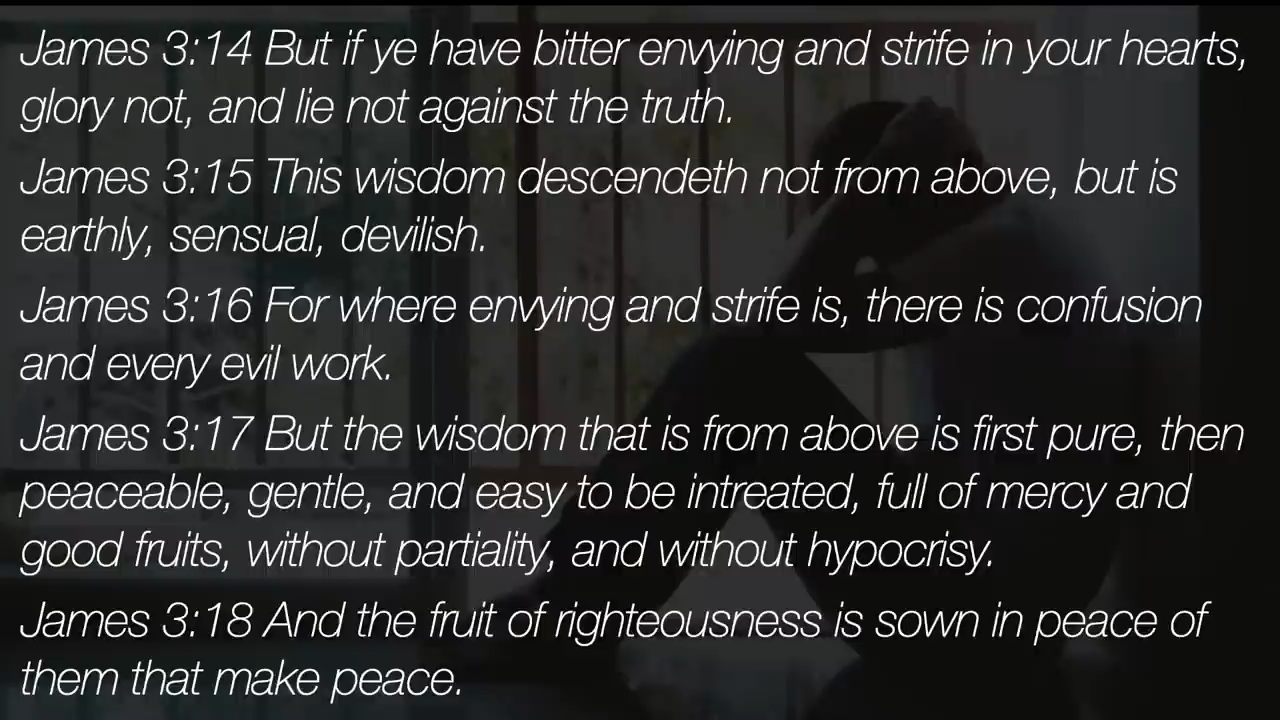 James 3:14 But if ye have bitter envying and strife in your hearts,
glory not, and lie not against the truth.
James 3:15 This wisdom descendeth not from above, but is
earthly, sensual, devilish.
James 3:16 For where envying and strife is, there is confusion
and every evil work.
James 3:17 But the wisdom that is from above is first pure, then
peaceable, gentle, and easy to be intreated, full of mercy and
good fruits, without partiality, and without hypocrisy.
James 3:18 And the fruit of righteousness is sown in peace of
them that make peace.